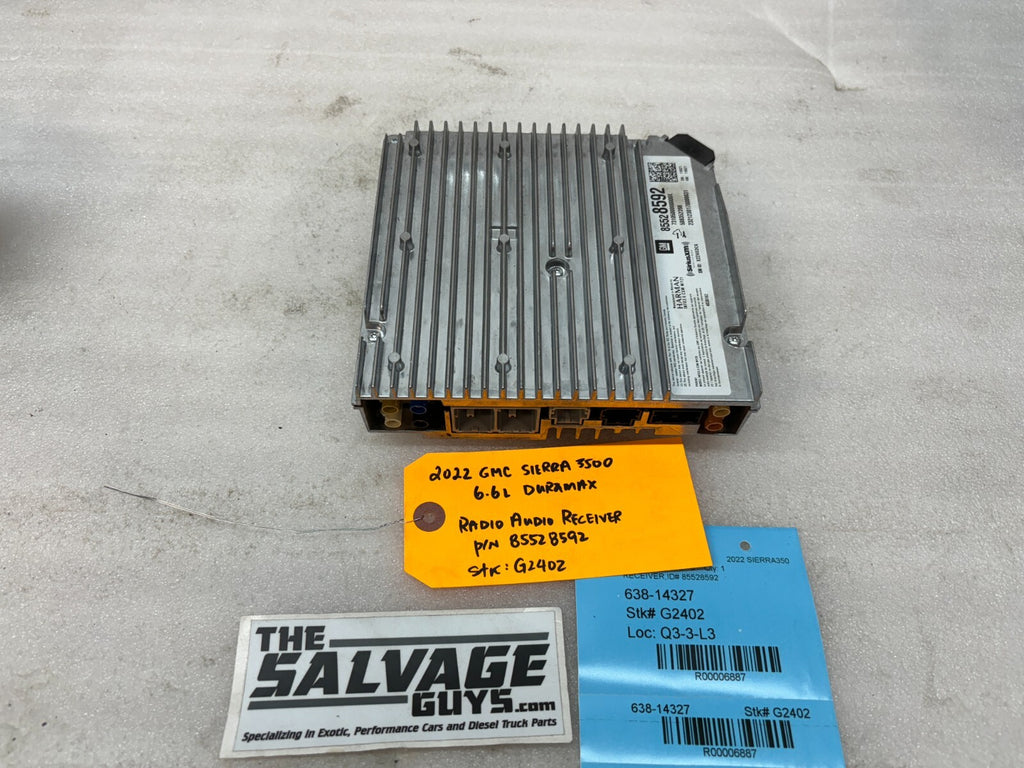 85528592
GM
(((SiriusXM)))
HARMAN
2022 GMC SIERRA 3500
6.6L DURAMAX
RADIO AUDIO RECEIVER
P/N 85528592
STK: G2402
2022 SIERRA350
RECEIVER,ID# 85528592
638-14327
Stk# G2402
Loc: Q3-3-L3
R00006887
638-14327 Stk# G2402
R00006887
THE
SALVAGE
GUYS.com
Specializing in Exotic, Performance Cars and Diesel Truck Parts